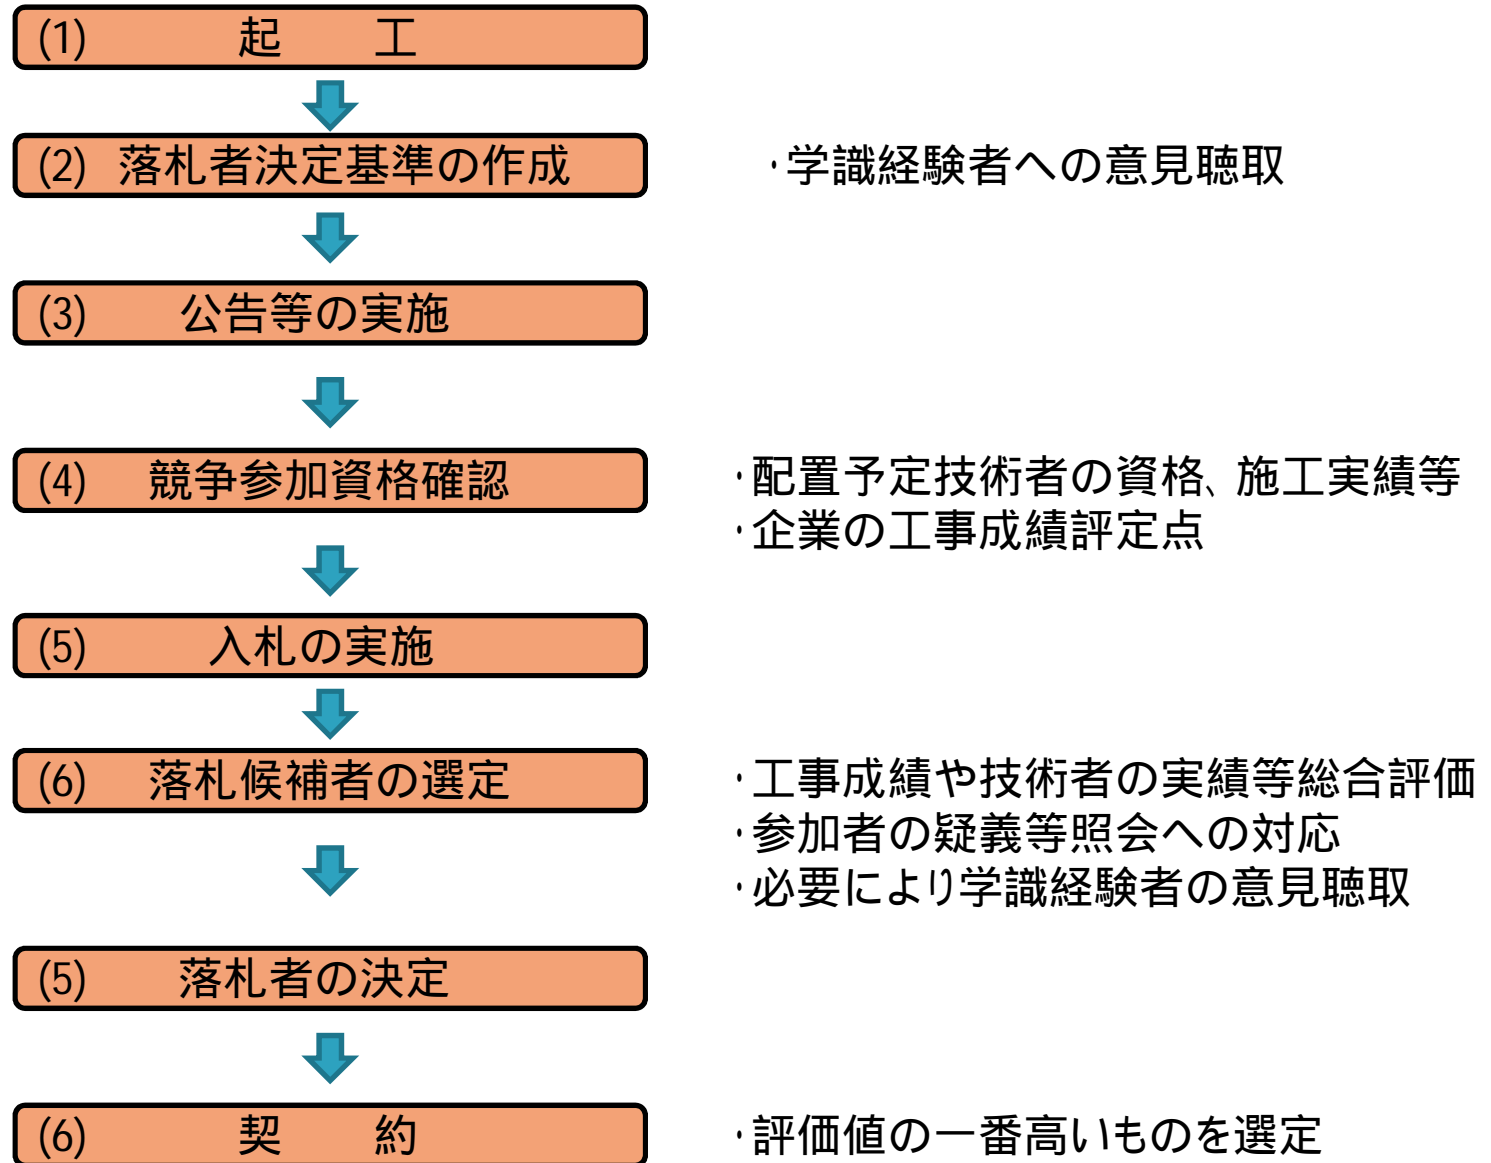 (1) 起 工
(2) 落札者決定基準の作成 ・学識経験者への意見聴取
(3) 公告等の実施
(4) 競争参加資格確認 ・配置予定技術者の資格、施工実績等
・企業の工事成績評定点
(5) 入札の実施
(6) 落札候補者の選定 ・工事成績や技術者の実績等総合評価
・参加者の疑義等照会への対応
・必要により学識経験者の意見聴取
(5) 落札者の決定
(6) 契 約 ・評価値の一番高いものを選定